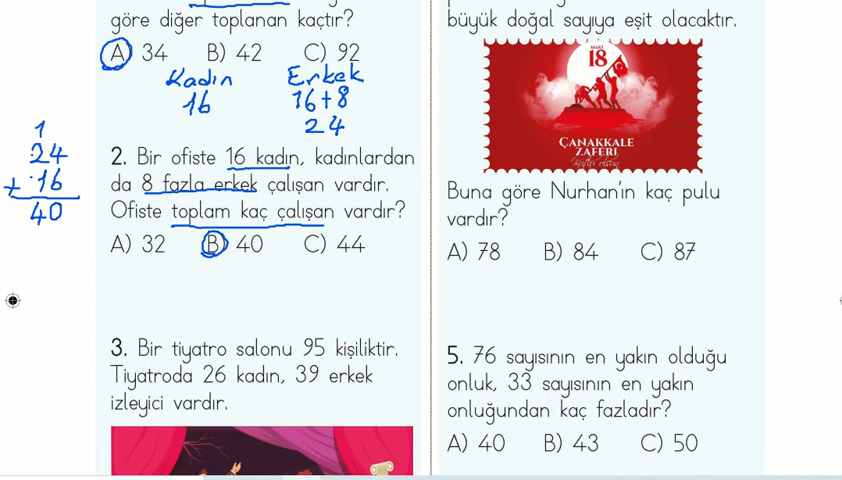 göre diğer toplanan kaçtır?
A) 34 B) 42 C) 92
Kadın Erkek
16 16+8
24
1
24
+ 16
40
2. Bir ofiste 16 kadın, kadınlardan
da 8 fazla erkek çalışan vardır.
Ofiste toplam kaç çalışan vardır?
A) 32 B) 40 C) 44
3. Bir tiyatro salonu 95 kişiliktir.
Tiyatroda 26 kadın, 39 erkek
izleyici vardır.
büyük doğal sayıya eşit olacaktır.
MART
18
ÇANAKKALE
ZAFERİ
Kutlu olsun
Buna göre Nurhan'ın kaç pulu
vardır?
A) 78 B) 84 C) 87
5. 76 sayısının en yakın olduğu
onluk, 33 sayısının en yakın
onluğundan kaç fazladır?
A) 40 B) 43 C) 50